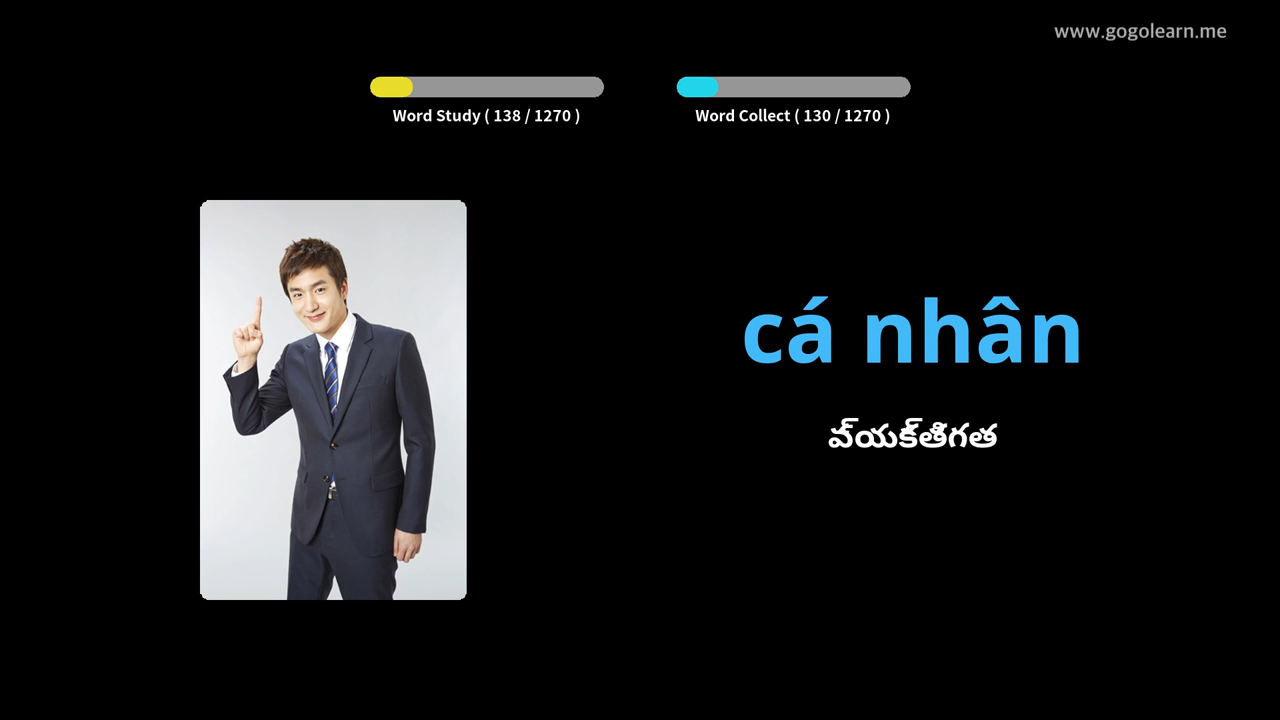 www.gogolearn.me
Word Study ( 138 / 1270 )
Word Collect ( 130 / 1270 )
cá nhân
వ్యక్తిగత